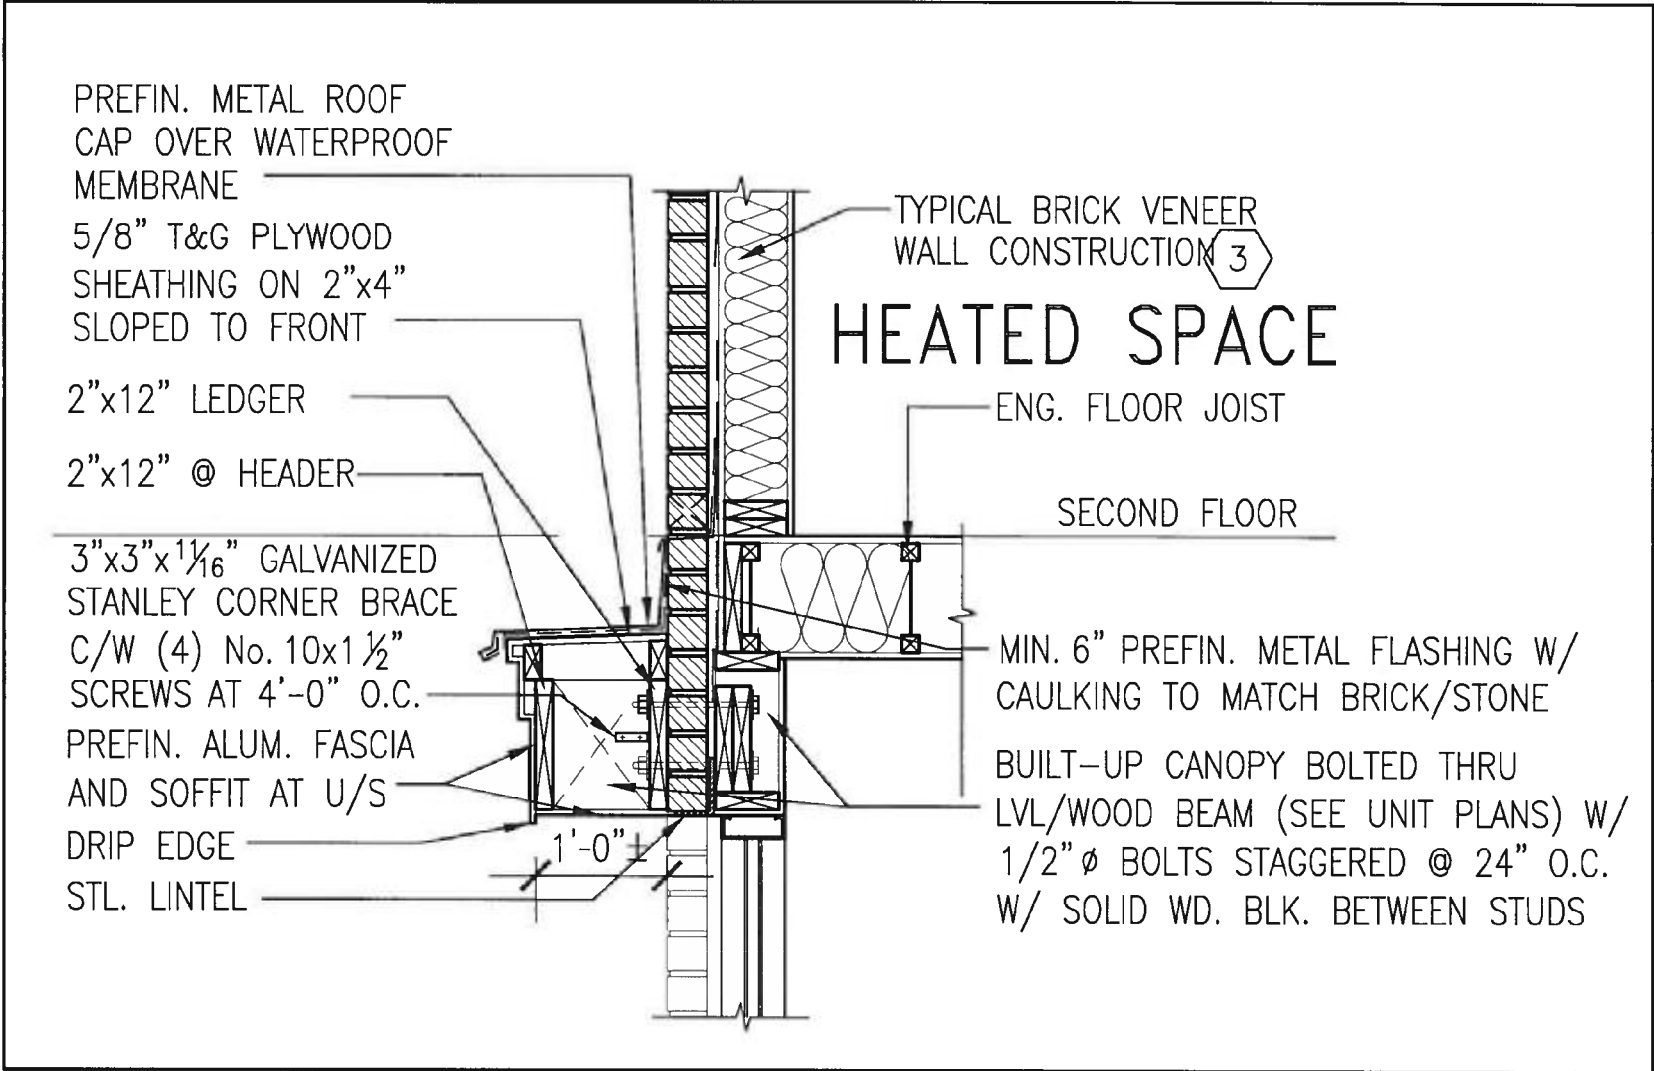 PREFIN. METAL ROOF
CAP OVER WATERPROOF
MEMBRANE
5/8" T&G PLYWOOD
SHEATHING ON 2"x4"
SLOPED TO FRONT
2"x12" LEDGER
2"x12" @ HEADER
3"x3"x11/16" GALVANIZED
STANLEY CORNER BRACE
C/W (4) No. 10x1 1/2"
SCREWS AT 4'-0" O.C.
PREFIN. ALUM. FASCIA
AND SOFFIT AT U/S
DRIP EDGE
STL. LINTEL
1'-0" ±
TYPICAL BRICK VENEER
WALL CONSTRUCTION 3
HEATED SPACE
ENG. FLOOR JOIST
SECOND FLOOR
MIN. 6" PREFIN. METAL FLASHING W/
CAULKING TO MATCH BRICK/STONE
BUILT-UP CANOPY BOLTED THRU
LVL/WOOD BEAM (SEE UNIT PLANS) W/
1/2"ø BOLTS STAGGERED @ 24" O.C.
W/ SOLID WD. BLK. BETWEEN STUDS